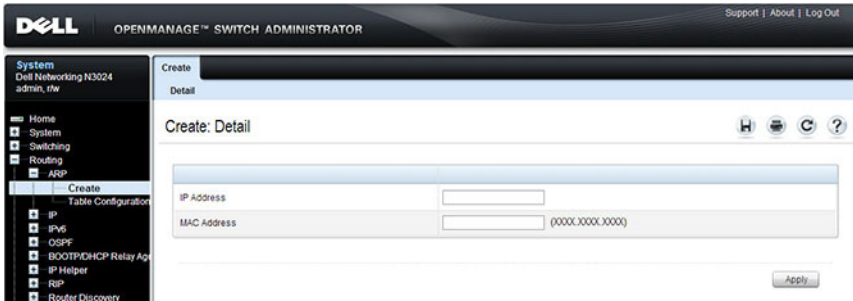 Support | About | Log Out
DELL OPENMANAGE™ SWITCH ADMINISTRATOR
System
Dell Networking N3024
admin, r/w
Home
System
Switching
Routing
ARP
Create
Table Configuration
IP
IPv6
OSPF
BOOTP/DHCP Relay Age
IP Helper
RIP
Router Discovery
Create
Detail
Create: Detail
?
IP Address
MAC Address (XXXX.XXXX.XXXX)
Apply